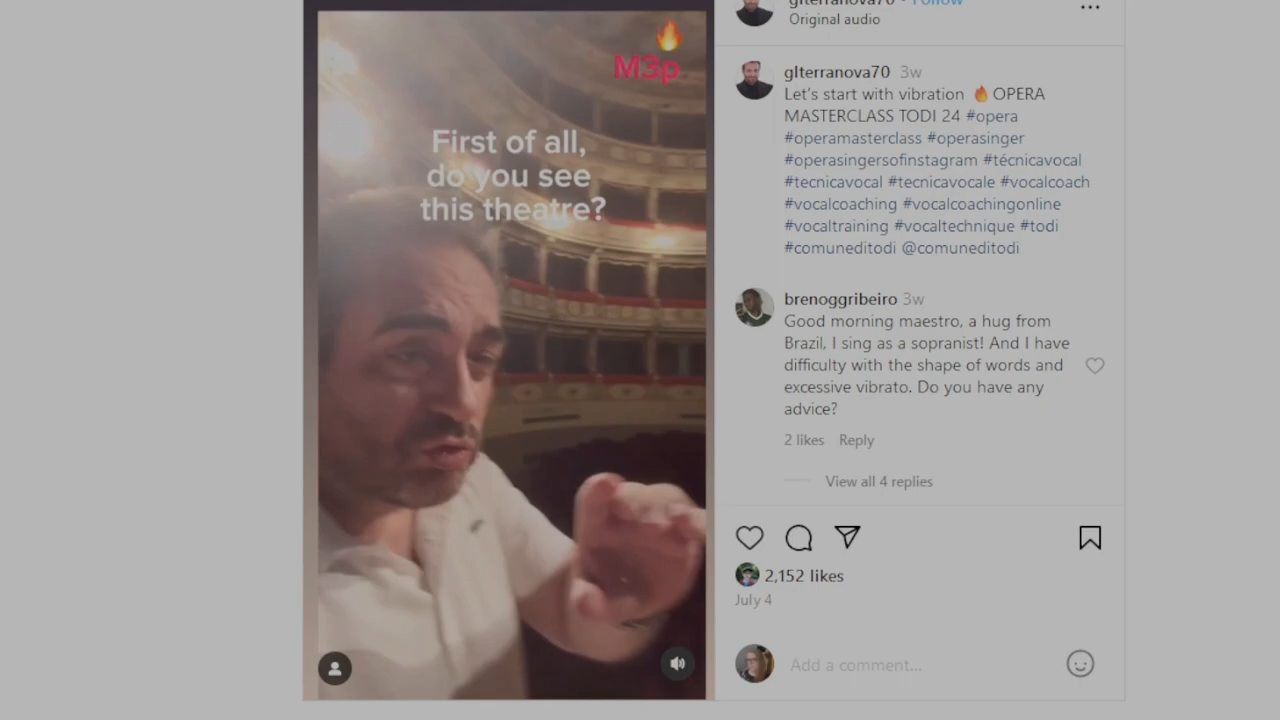 M3p
First of all,
do you see
this theatre?
glterranova70 • Follow
Original audio
glterranova70 3w
Let's start with vibration 🔥 OPERA
MASTERCLASS TODI 24 #opera
#operamasterclass #operasinger
#operasingersofinstagram #técnicavocal
#tecnicavocal #tecnicavocale #vocalcoach
#vocalcoaching #vocalcoachingonline
#vocaltraining #vocaltechnique #todi
#comuneditodi @comuneditodi
brenoggribeiro 3w
Good morning maestro, a hug from
Brazil, I sing as a sopranist! And I have
difficulty with the shape of words and
excessive vibrato. Do you have any
advice?
2 likes Reply
View all 4 replies
2,152 likes
July 4
Add a comment...